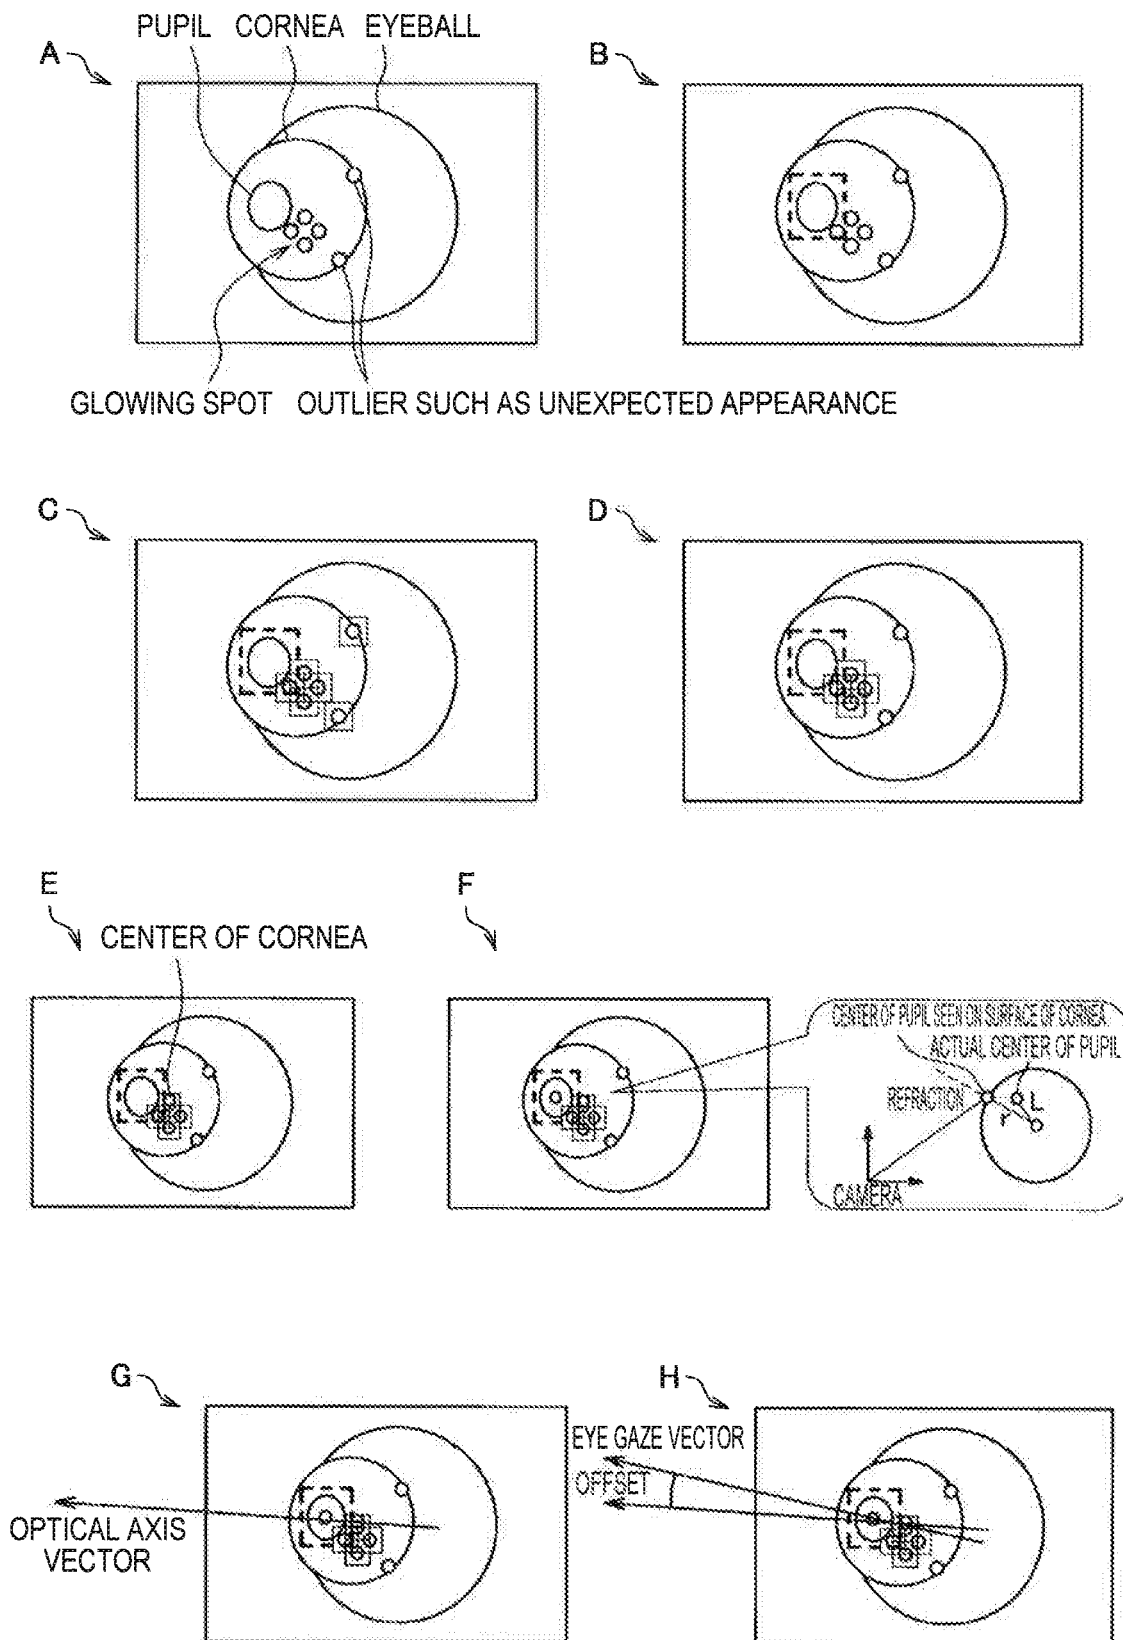 PUPIL CORNEA EYEBALL
A
B
GLOWING SPOT OUTLIER SUCH AS UNEXPECTED APPEARANCE
C
D
E
F
CENTER OF CORNEA
CENTER OF PUPIL SEEN ON SURFACE OF CORNEA
ACTUAL CENTER OF PUPIL
REFRACTION
r
L
CAMERA
G
H
OPTICAL AXIS
VECTOR
EYE GAZE VECTOR
OFFSET